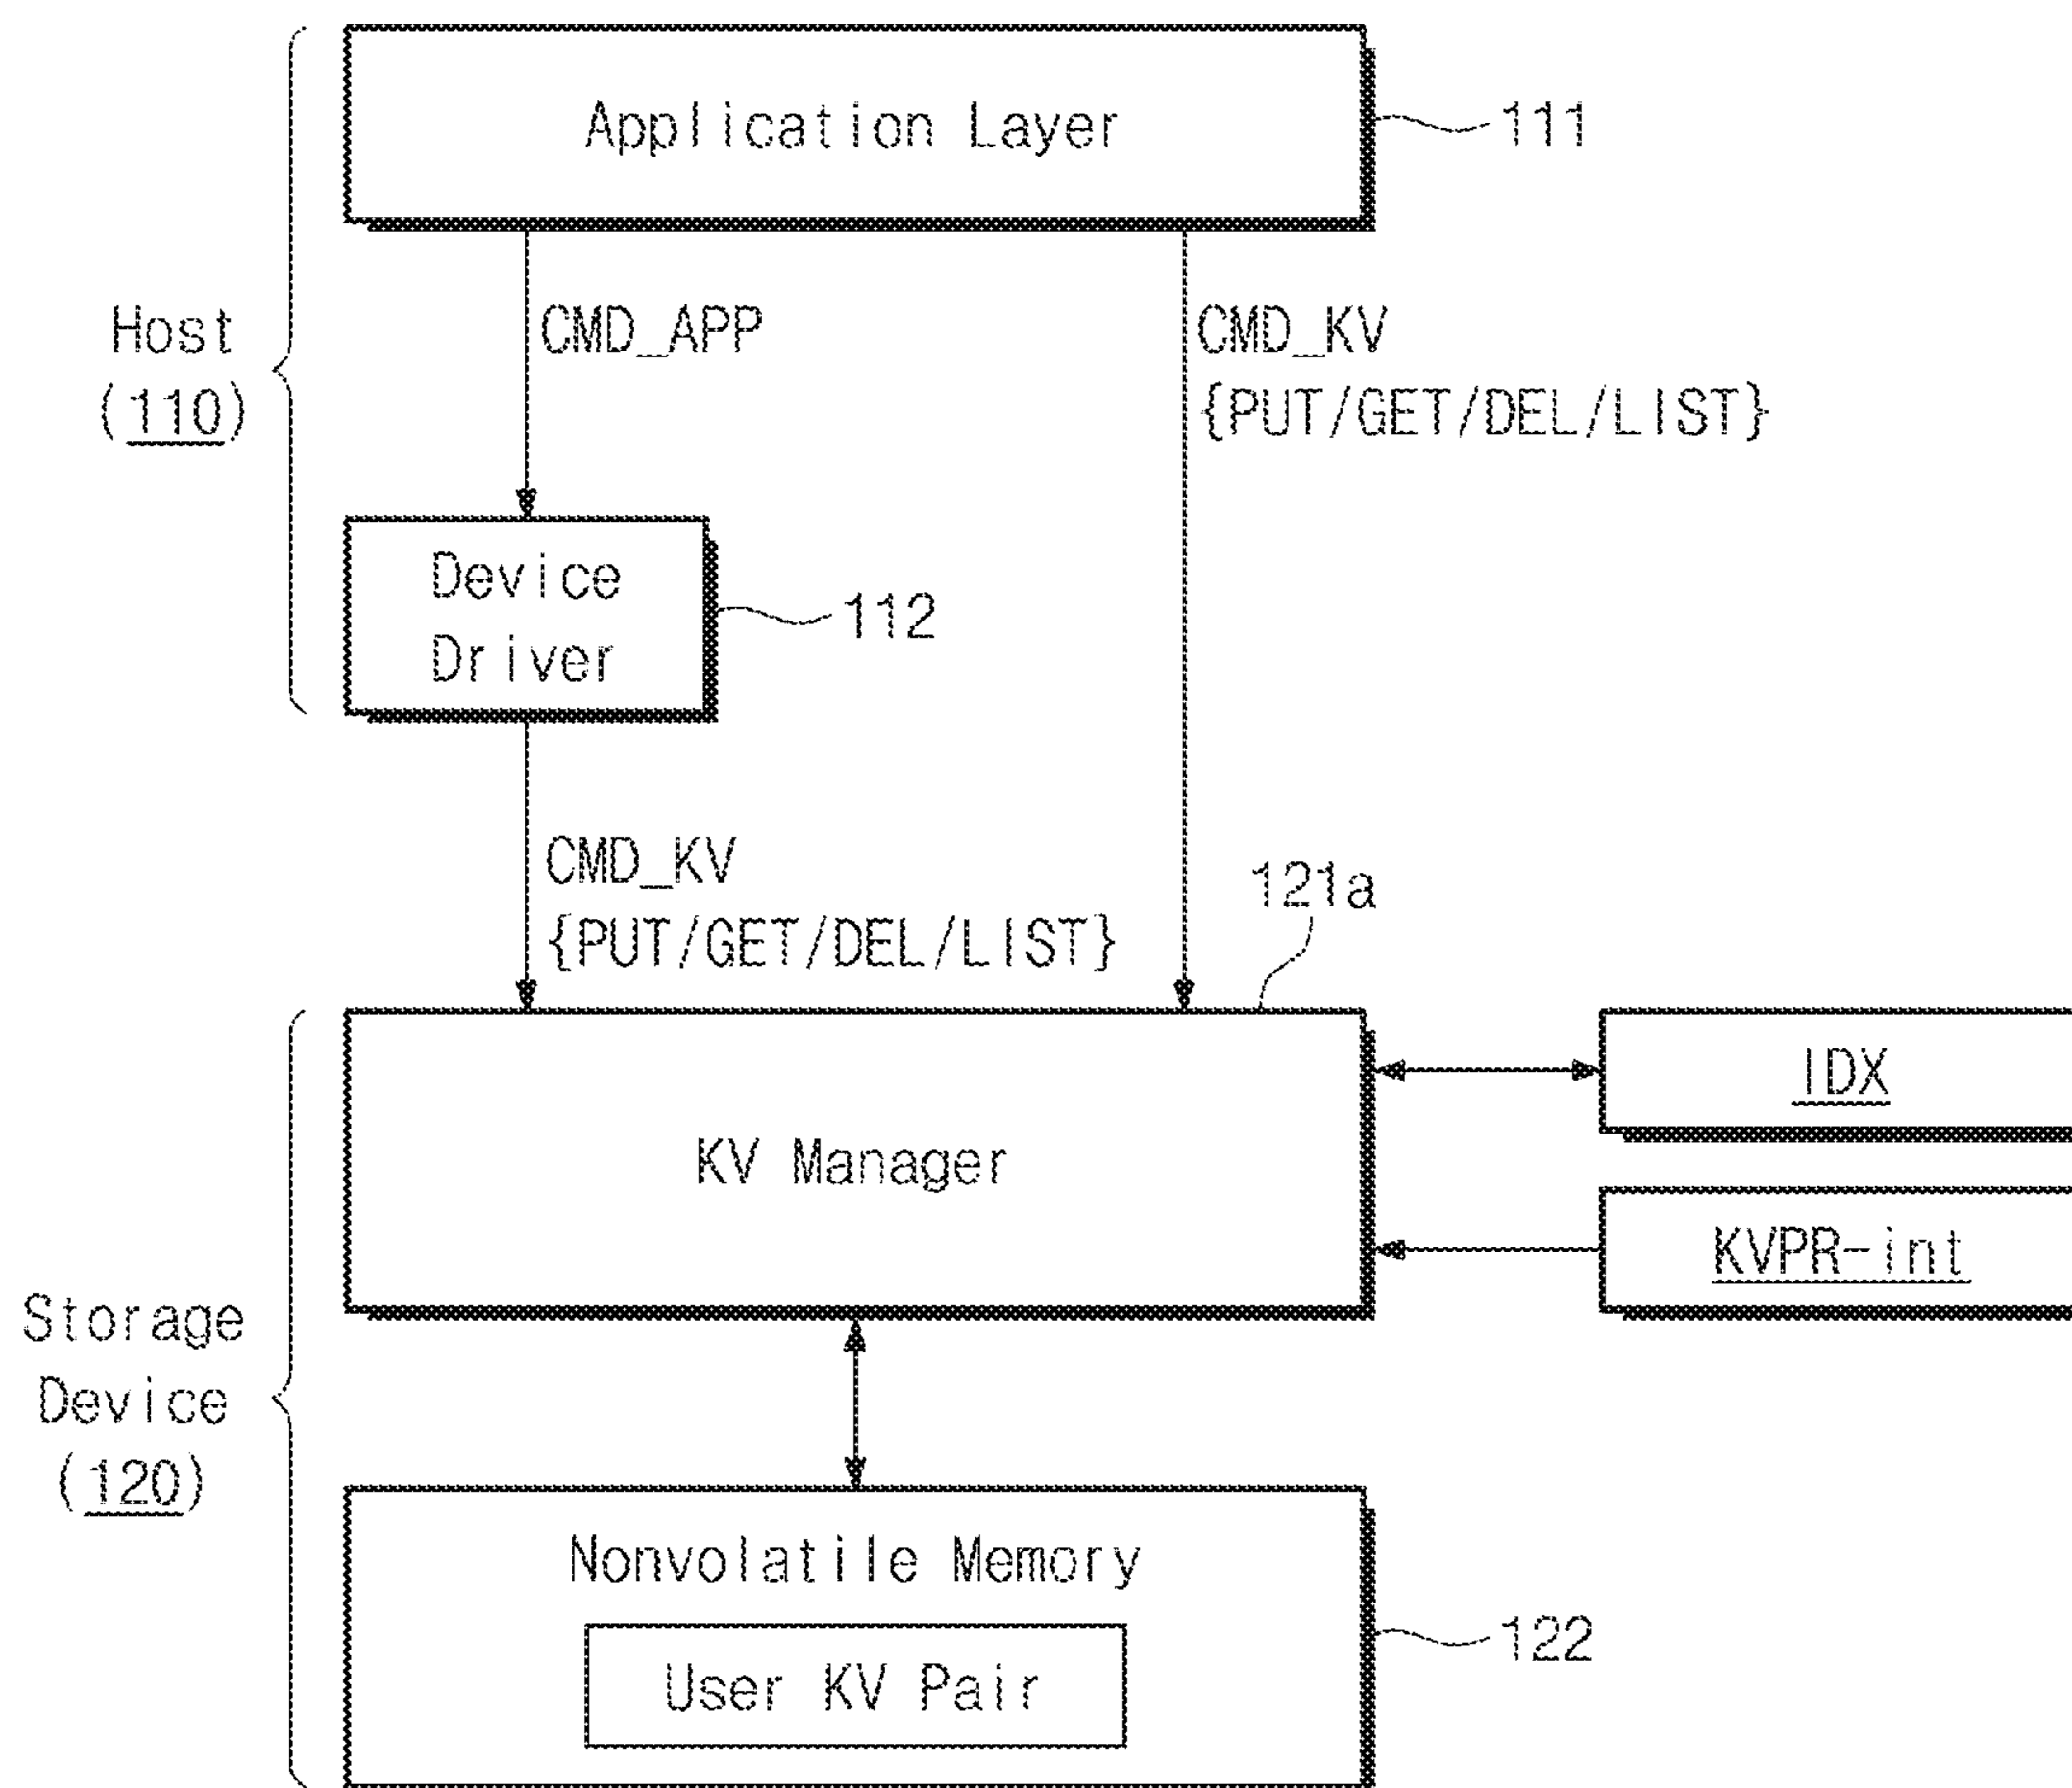 Application Layer
111
Host
(110)
CMD_APP
CMD_KV
{PUT/GET/DEL/LIST}
Device
Driver
112
CMD_KV
{PUT/GET/DEL/LIST}
121a
KV Manager
IDX
KVPR-int
Storage
Device
(120)
Nonvolatile Memory
User KV Pair
122